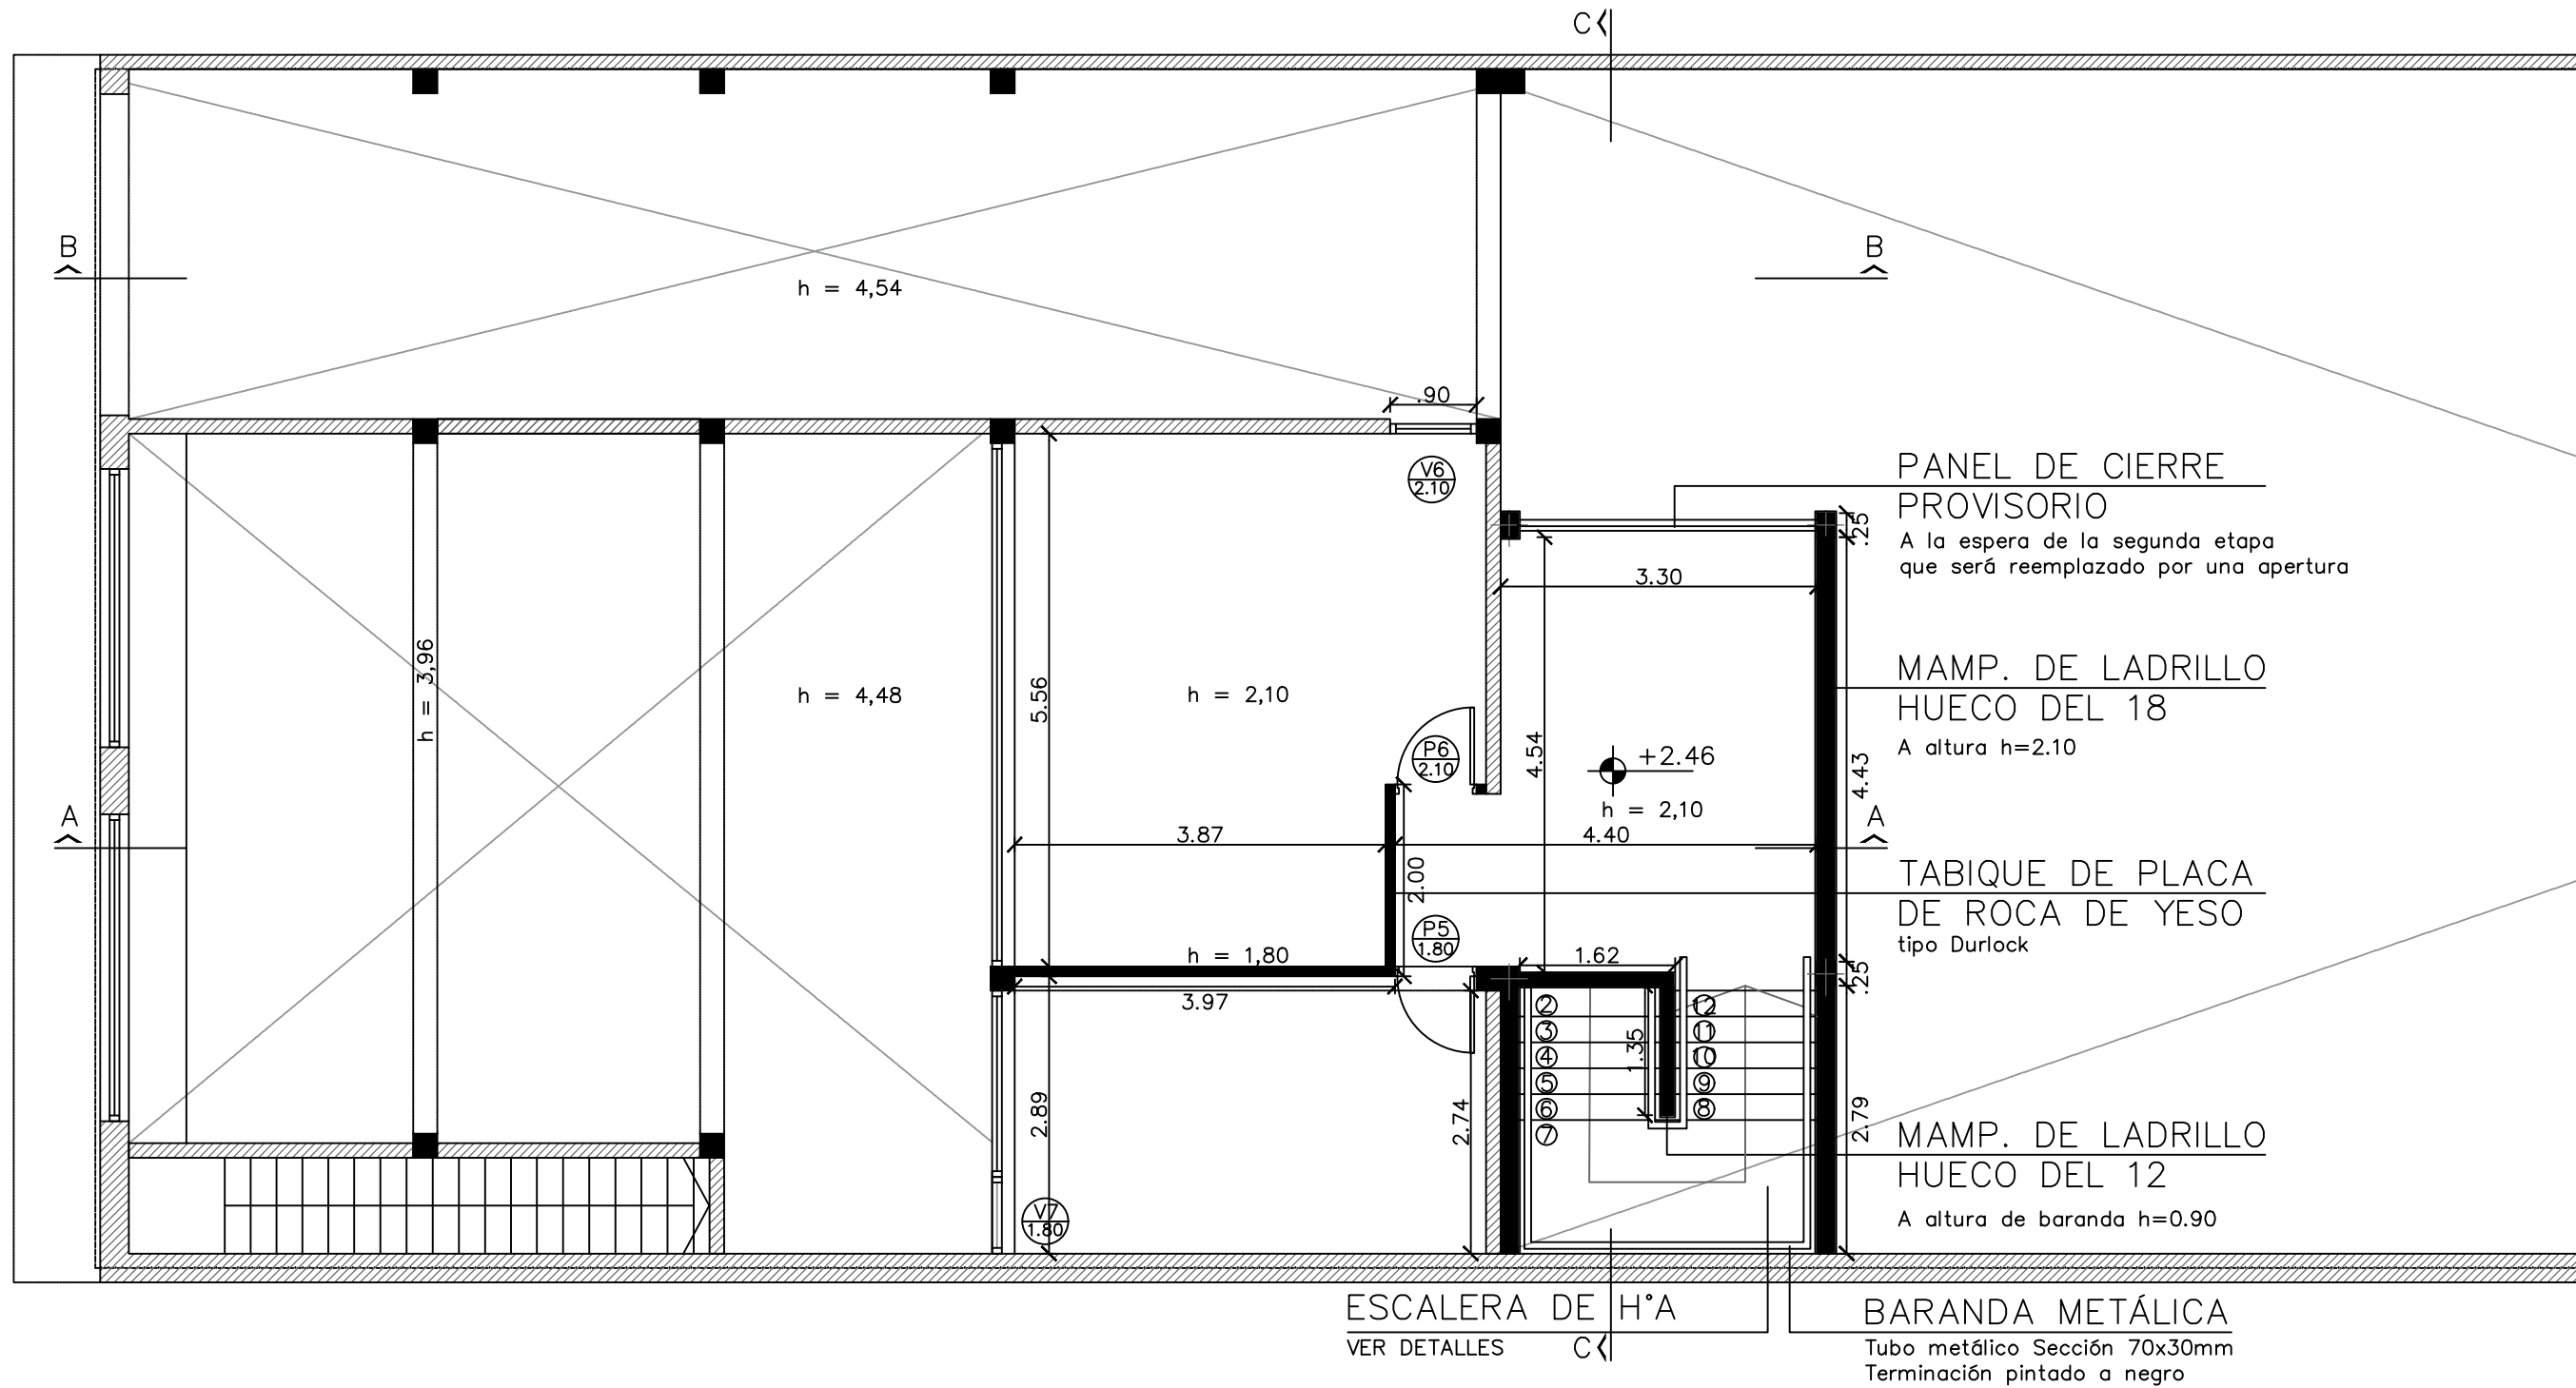 C
B
B
h = 4,54
.90
V6
2.10
PANEL DE CIERRE
PROVISORIO
A la espera de la segunda etapa
que será reemplazado por una apertura
.25
3.30
h = 3,96
h = 4,48
5.56
h = 2,10
MAMP. DE LADRILLO
HUECO DEL 18
A altura h=2.10
P6
2.10
4.54
+2.46
h = 2,10
4.43
A
A
3.87
4.40
2.00
TABIQUE DE PLACA
DE ROCA DE YESO
tipo Durlock
P5
1.80
h = 1,80
1.62
.25
3.97
2
3
4
5
6
7
12
11
10
9
8
1.35
2.89
2.74
2.79
MAMP. DE LADRILLO
HUECO DEL 12
A altura de baranda h=0.90
V7
1.80
ESCALERA DE H°A
VER DETALLES
C
BARANDA METÁLICA
Tubo metálico Sección 70x30mm
Terminación pintado a negro